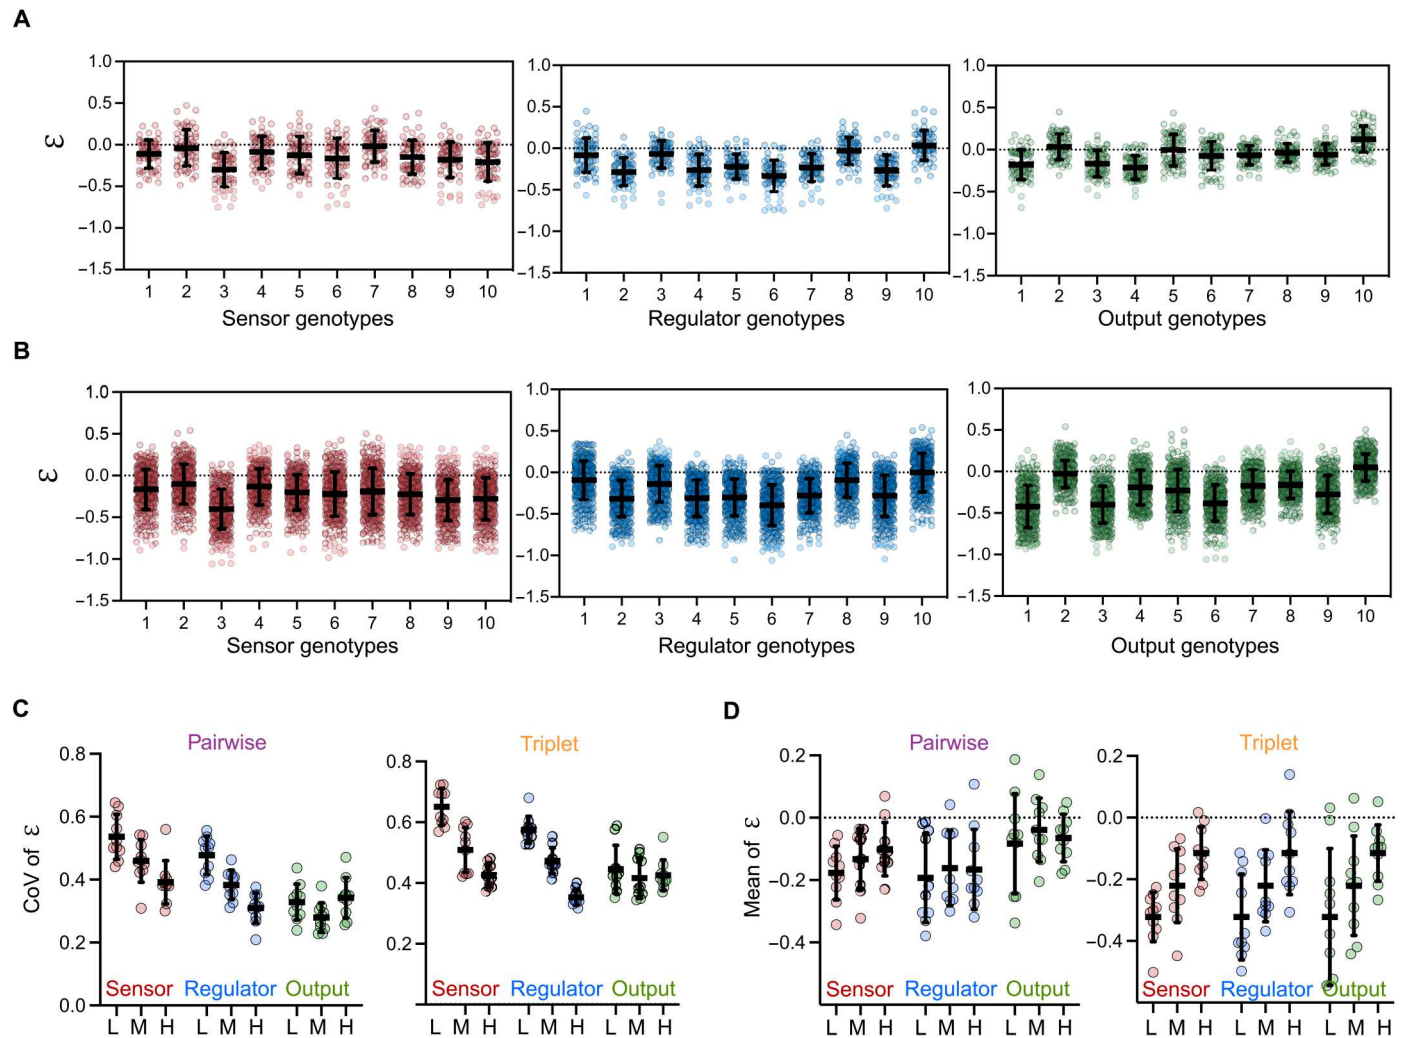 A
1.0
0.5
0.0
−0.5
−1.0
−1.5
ε
1 2 3 4 5 6 7 8 9 10
Sensor genotypes
1.0
0.5
0.0
−0.5
−1.0
−1.5
1 2 3 4 5 6 7 8 9 10
Regulator genotypes
1.0
0.5
0.0
−0.5
−1.0
−1.5
1 2 3 4 5 6 7 8 9 10
Output genotypes
B
1.0
0.5
0.0
−0.5
−1.0
−1.5
ε
1 2 3 4 5 6 7 8 9 10
Sensor genotypes
1.0
0.5
0.0
−0.5
−1.0
−1.5
1 2 3 4 5 6 7 8 9 10
Regulator genotypes
1.0
0.5
0.0
−0.5
−1.0
−1.5
1 2 3 4 5 6 7 8 9 10
Output genotypes
C
Pairwise
0.8
0.6
0.4
0.2
0.0
CoV of ε
Sensor Regulator Output
L M H L M H L M H
Triplet
0.8
0.6
0.4
0.2
Sensor Regulator Output
L M H L M H L M H
D
Pairwise
0.2
0.0
−0.2
−0.4
Mean of ε
Sensor Regulator Output
L M H L M H L M H
Triplet
0.2
0.0
−0.2
−0.4
Sensor Regulator Output
L M H L M H L M H